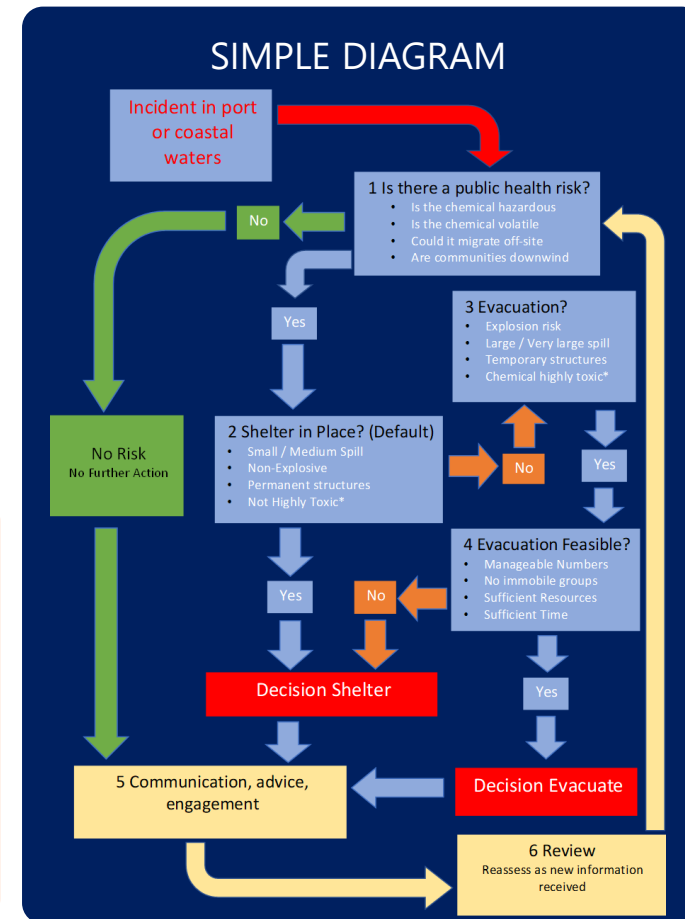 SIMPLE DIAGRAM
Incident in port
or coastal
waters
1 Is there a public health risk?
• Is the chemical hazardous
• Is the chemical volatile
• Could it migrate off-site
• Are communities downwind
No
Yes
3 Evacuation?
• Explosion risk
• Large / Very large spill
• Temporary structures
• Chemical highly toxic*
No Risk
No Further Action
2 Shelter in Place? (Default)
• Small / Medium Spill
• Non-Explosive
• Permanent structures
• Not Highly Toxic*
No
Yes
4 Evacuation Feasible?
• Manageable Numbers
• No immobile groups
• Sufficient Resources
• Sufficient Time
Yes
No
Decision Shelter
Yes
5 Communication, advice,
engagement
Decision Evacuate
6 Review
Reassess as new information
received